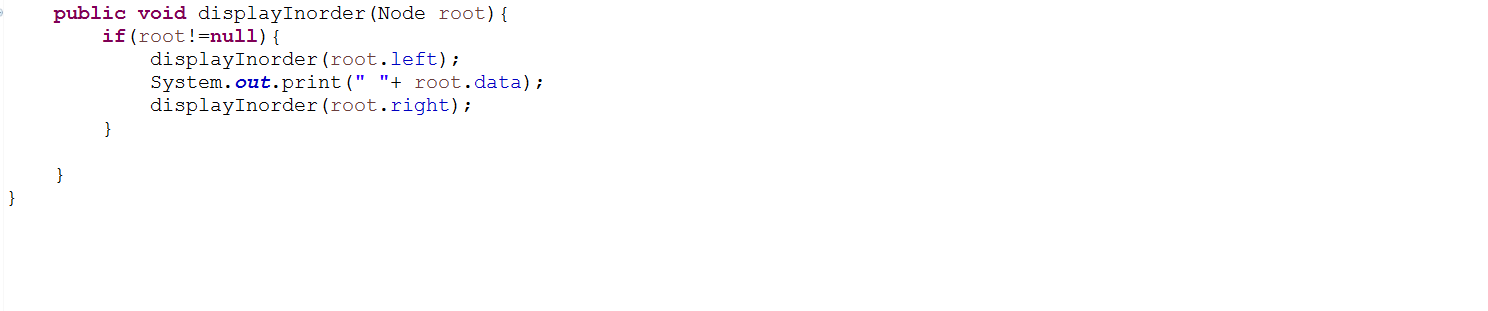 public void displayInorder(Node root){
if(root!=null){
displayInorder(root.left);
System.out.print(" "+ root.data);
displayInorder(root.right);
}
}
}